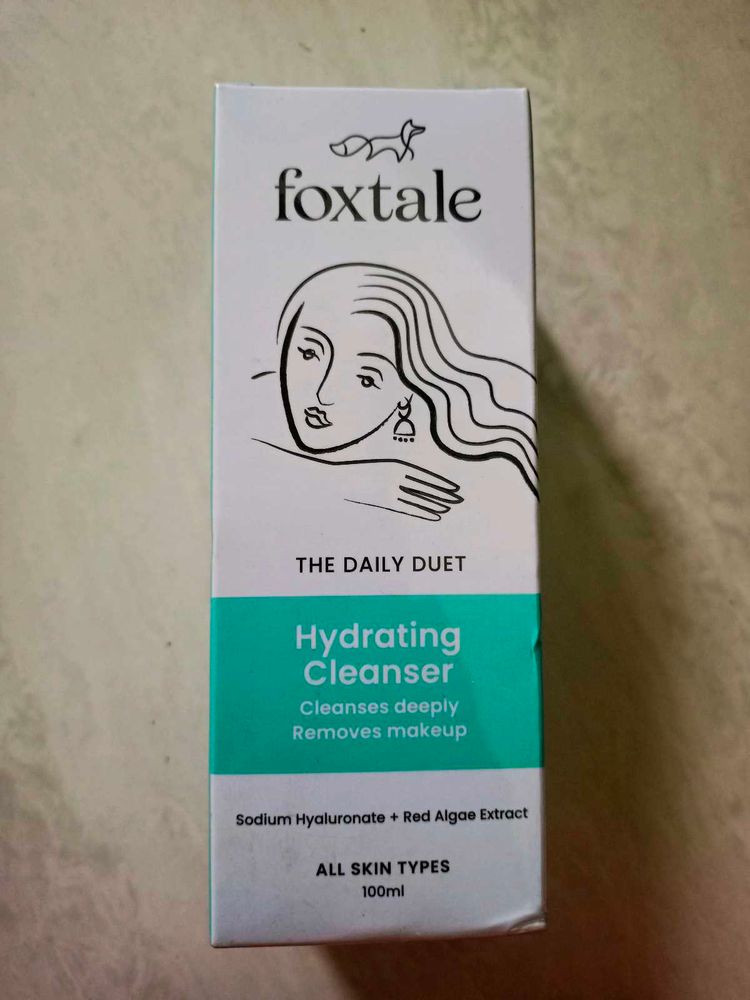 foxtale
THE DAILY DUET
Hydrating
Cleanser
Cleanses deeply
Removes makeup
Sodium Hyaluronate + Red Algae Extract
ALL SKIN TYPES
100ml